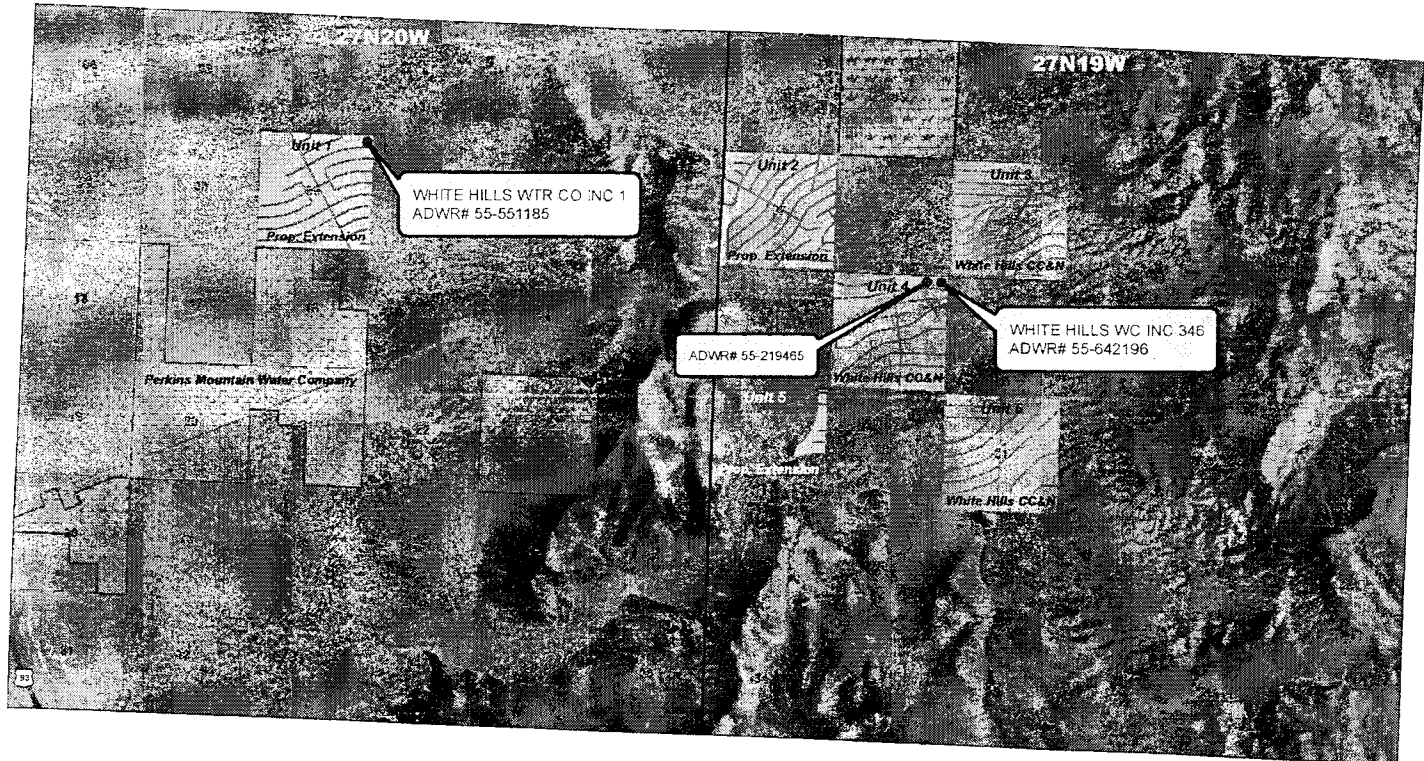 27N20W
27N19W
Unit 1
Prop. Extension
WHITE HILLS WTR CO INC 1
ADWR# 55-551185
Unit 2
Prop. Extension
Unit 3
White Hills CC&N
Unit 4
White Hills CC&N
ADWR# 55-219465
WHITE HILLS WC INC 346
ADWR# 55-642196
Perkins Mountain Water Company
Unit 5
Prop. Extension
Unit 6
White Hills CC&N
93